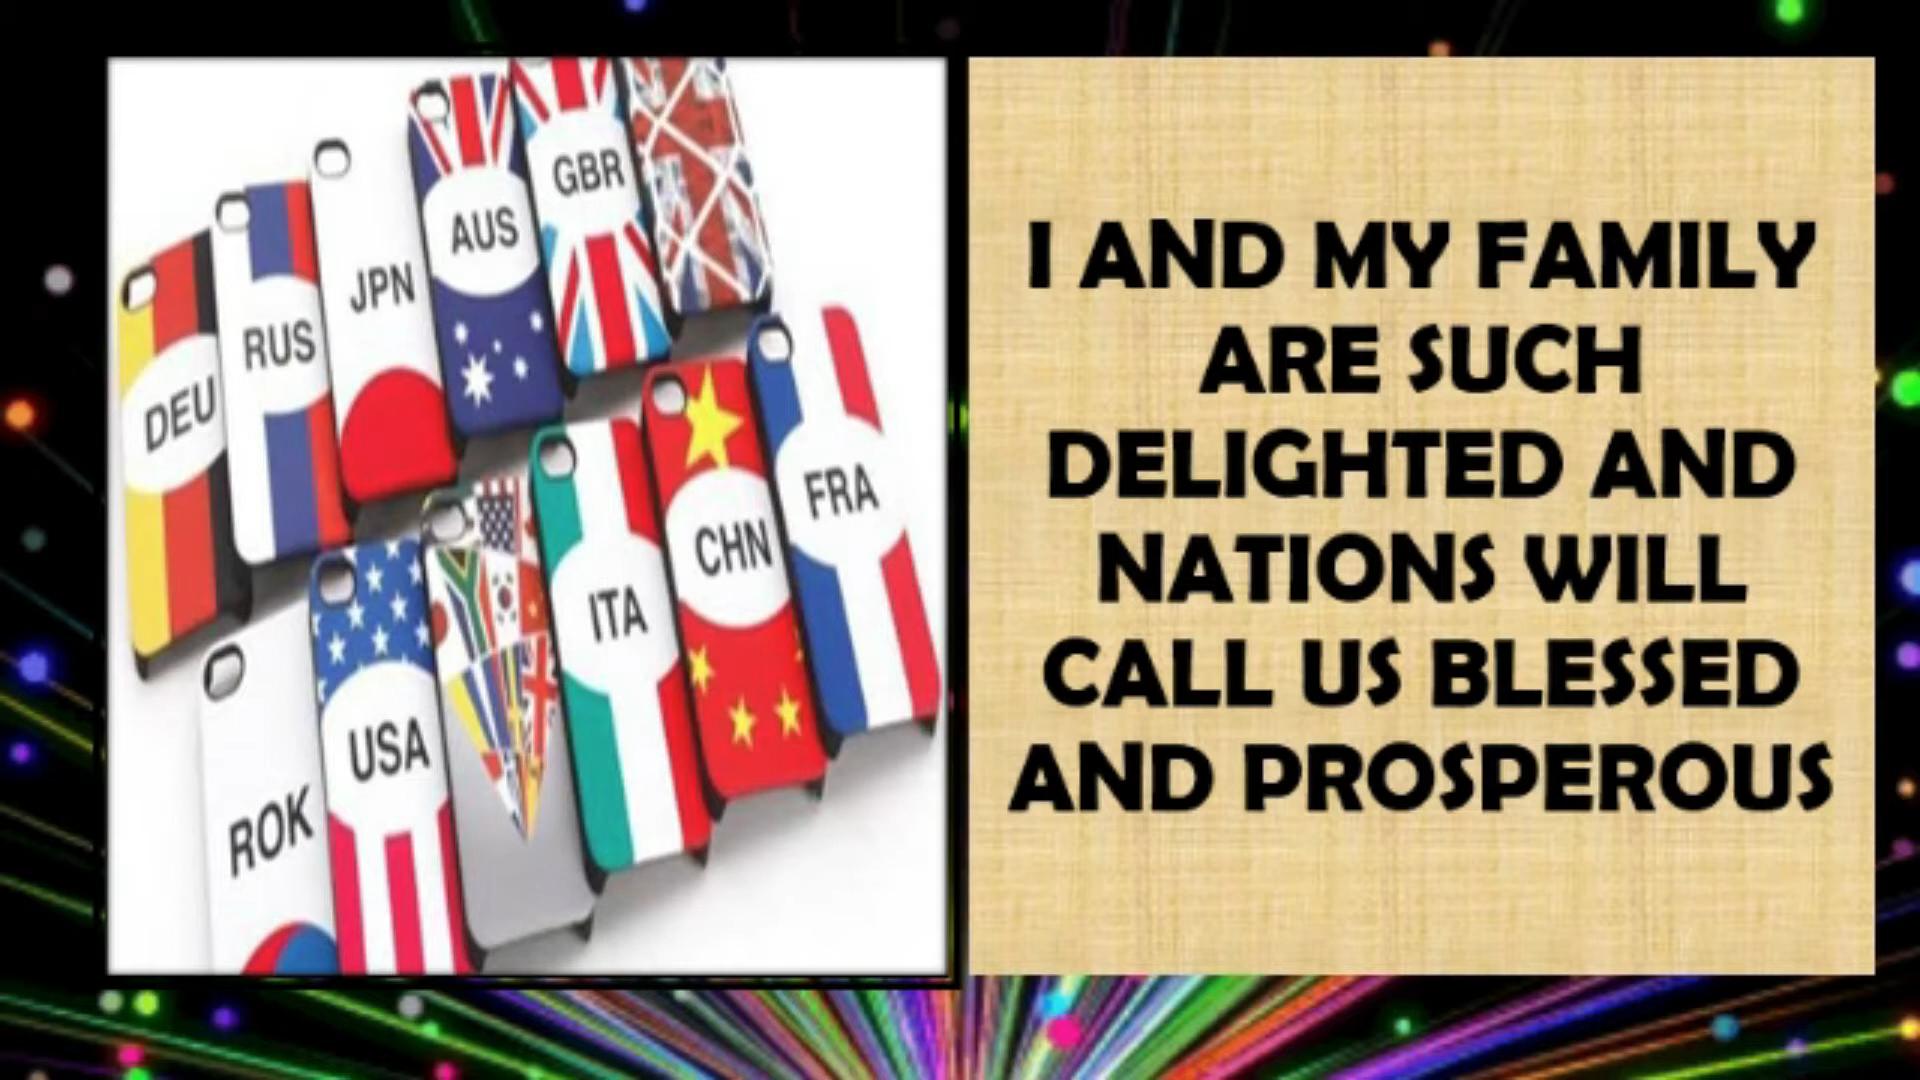 GBR
AUS
JPN
RUS
DEU
FRA
CHN
ITA
USA
ROK
I AND MY FAMILY
ARE SUCH
DELIGHTED AND
NATIONS WILL
CALL US BLESSED
AND PROSPEROUS